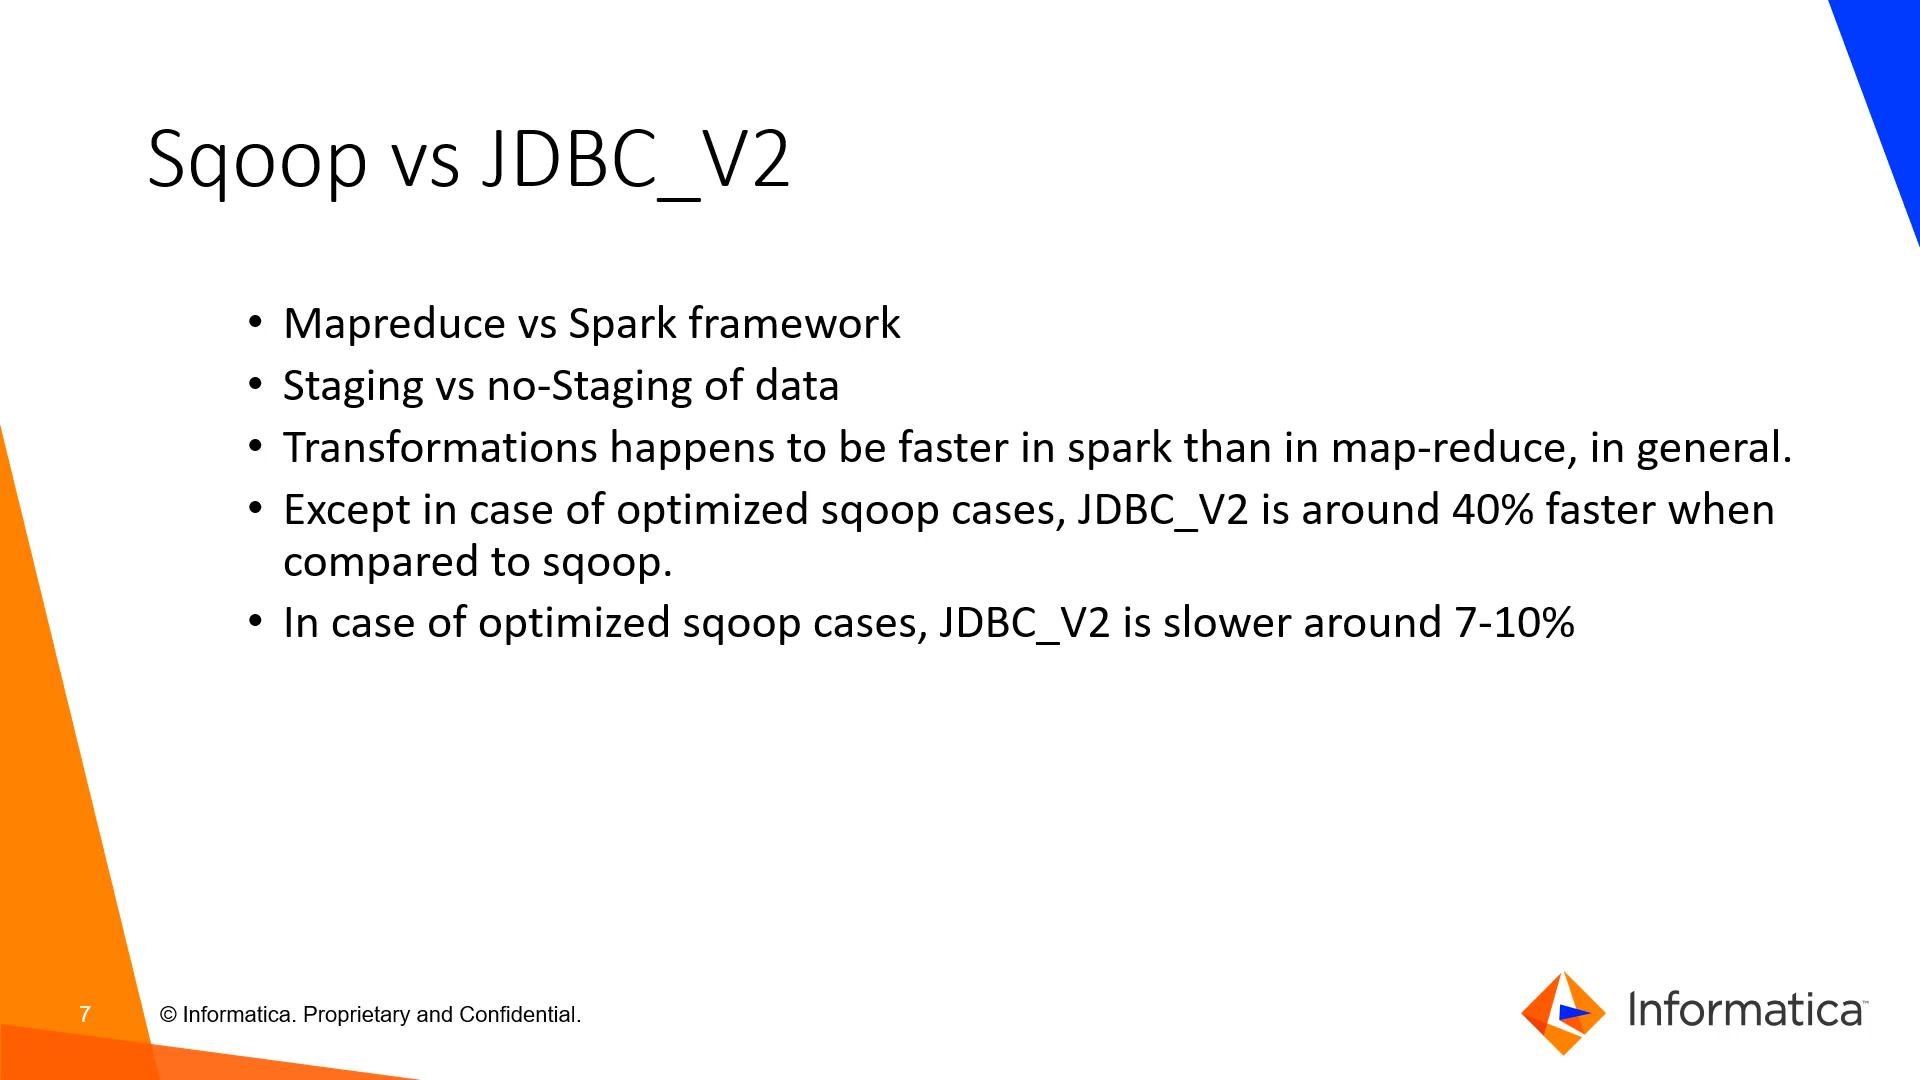 Sqoop vs JDBC_V2
• Mapreduce vs Spark framework
• Staging vs no-Staging of data
• Transformations happens to be faster in spark than in map-reduce, in general.
• Except in case of optimized sqoop cases, JDBC_V2 is around 40% faster when
compared to sqoop.
• In case of optimized sqoop cases, JDBC_V2 is slower around 7-10%
7
© Informatica. Proprietary and Confidential.
Informatica™